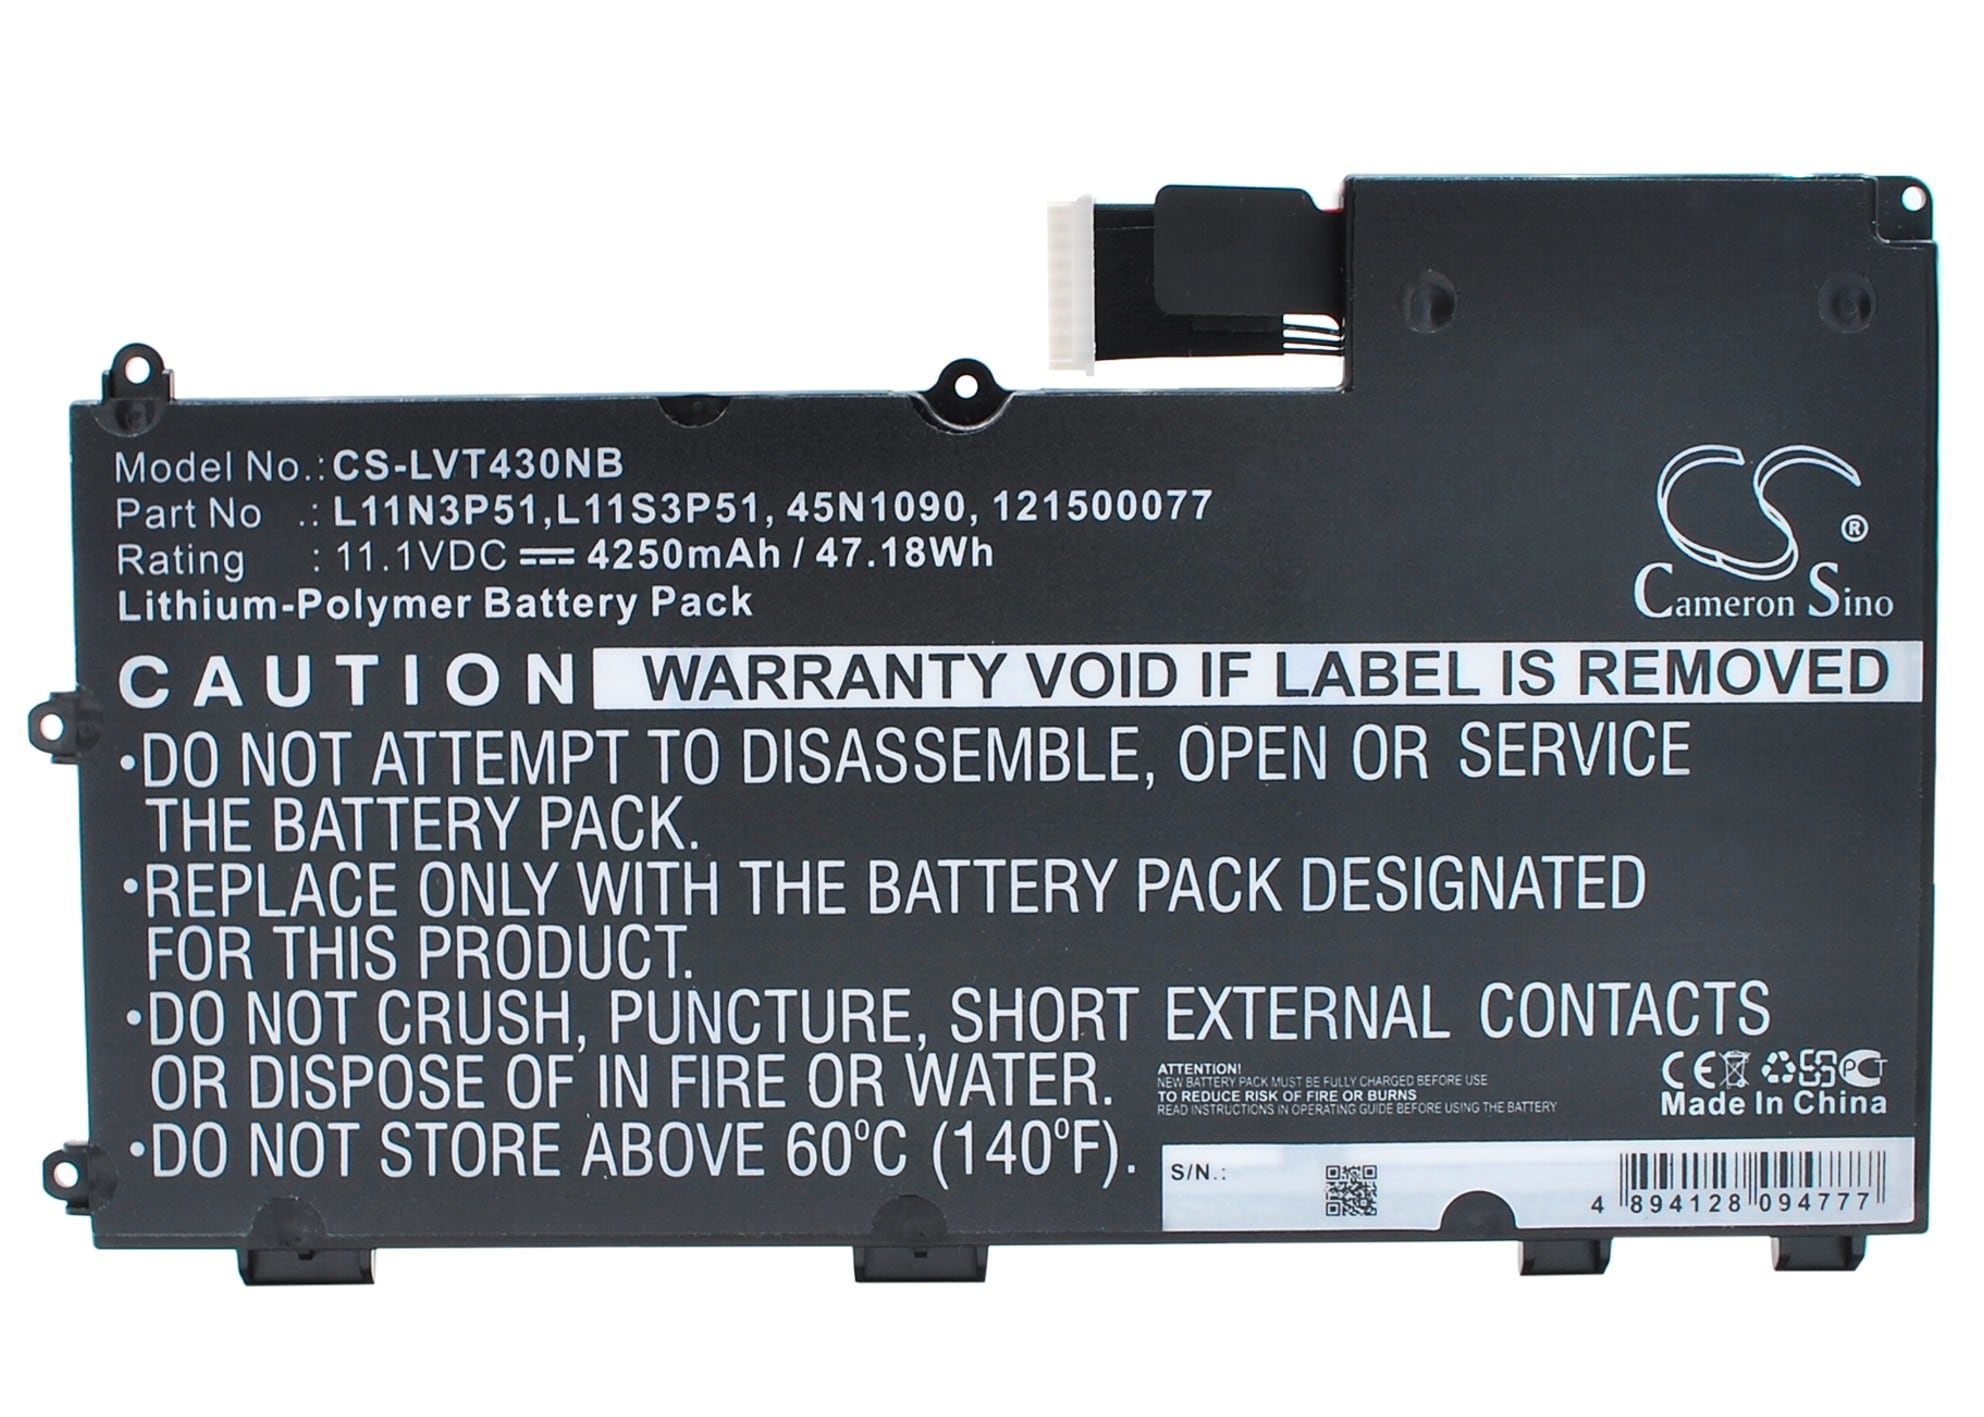 Model No.: CS-LVT430NB
Part No .: L11N3P51,L11S3P51, 45N1090, 121500077
Rating : 11.1VDC 4250mAh / 47.18Wh
Lithium-Polymer Battery Pack
CS ®
Cameron Sino
CAUTION WARRANTY VOID IF LABEL IS REMOVED
•DO NOT ATTEMPT TO DISASSEMBLE, OPEN OR SERVICE
THE BATTERY PACK.
•REPLACE ONLY WITH THE BATTERY PACK DESIGNATED
FOR THIS PRODUCT.
•DO NOT CRUSH, PUNCTURE, SHORT EXTERNAL CONTACTS
OR DISPOSE OF IN FIRE OR WATER.
•DO NOT STORE ABOVE 60ºC (140ºF).
ATTENTION!
NEW BATTERY PACK MUST BE FULLY CHARGED BEFORE USE
TO REDUCE RISK OF FIRE OR BURNS
READ INSTRUCTIONS IN OPERATING GUIDE BEFORE USING THE BATTERY
CE PCT
Made In China
S/N.:
4 894128 094777